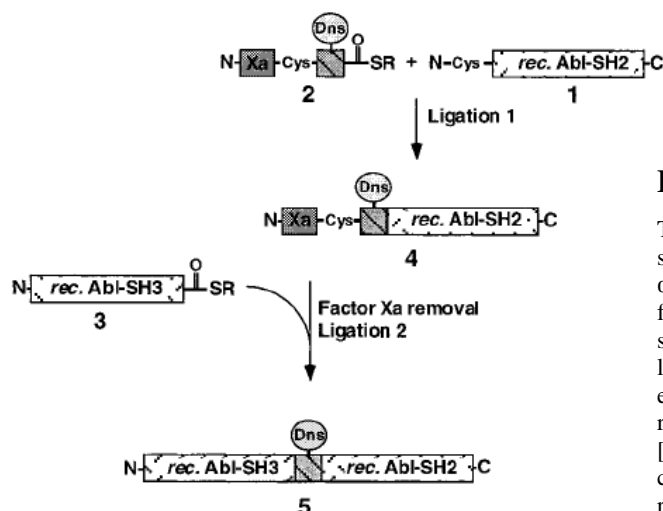 Dns
O
N- Xa -Cys- SR + N-Cys- rec. Abl-SH2 -C
2 1
Ligation 1
Dns
N- Xa -Cys- rec. Abl-SH2 -C
4
O
N- rec. Abl-SH3 SR
3
Factor Xa removal
Ligation 2
Dns
N- rec. Abl-SH3 rec. Abl-SH2 -C
5